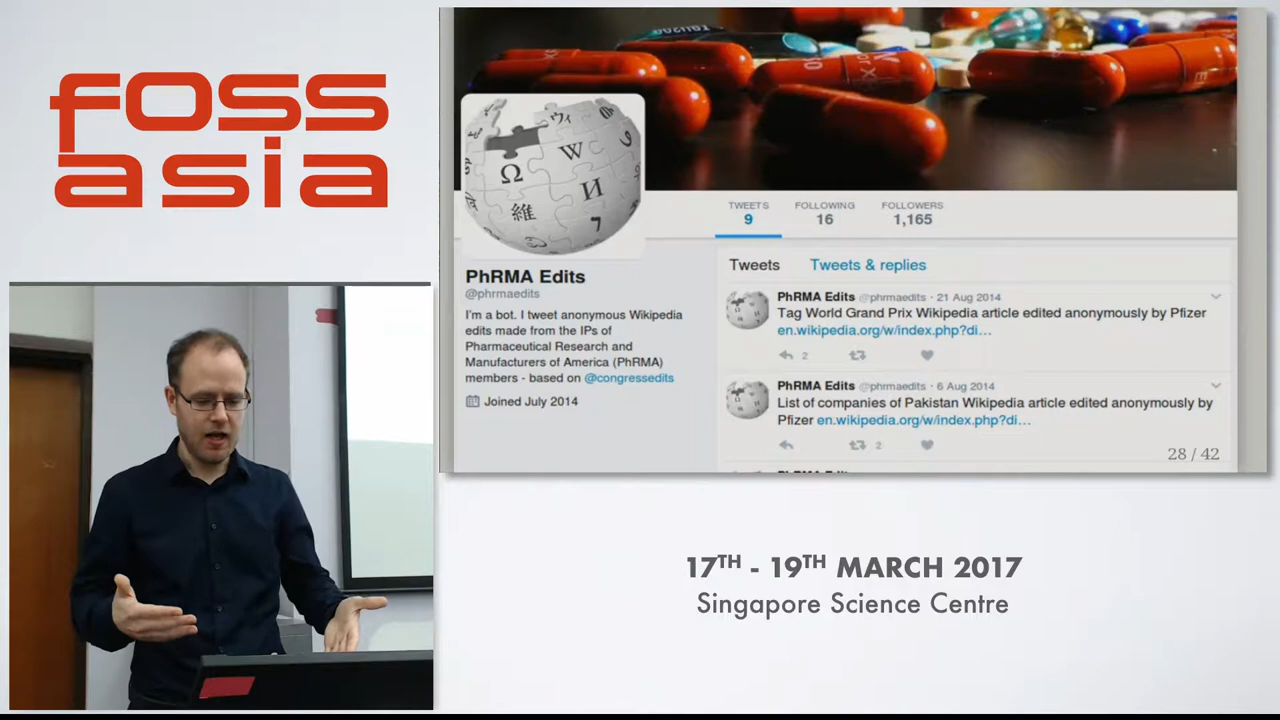 foss
asia
TWEETS
9
FOLLOWING
16
FOLLOWERS
1,165
Ω
W
И
維
ウィ
7
PhRMA Edits
@phrmaedits
I'm a bot. I tweet anonymous Wikipedia
edits made from the IPs of
Pharmaceutical Research and
Manufacturers of America (PhRMA)
members - based on @congressedits
Joined July 2014
Tweets Tweets & replies
PhRMA Edits @phrmaedits · 21 Aug 2014
Tag World Grand Prix Wikipedia article edited anonymously by Pfizer
en.wikipedia.org/w/index.php?di…
2
PhRMA Edits @phrmaedits · 6 Aug 2014
List of companies of Pakistan Wikipedia article edited anonymously by
Pfizer en.wikipedia.org/w/index.php?di…
2
28 / 42
17TH - 19TH MARCH 2017
Singapore Science Centre